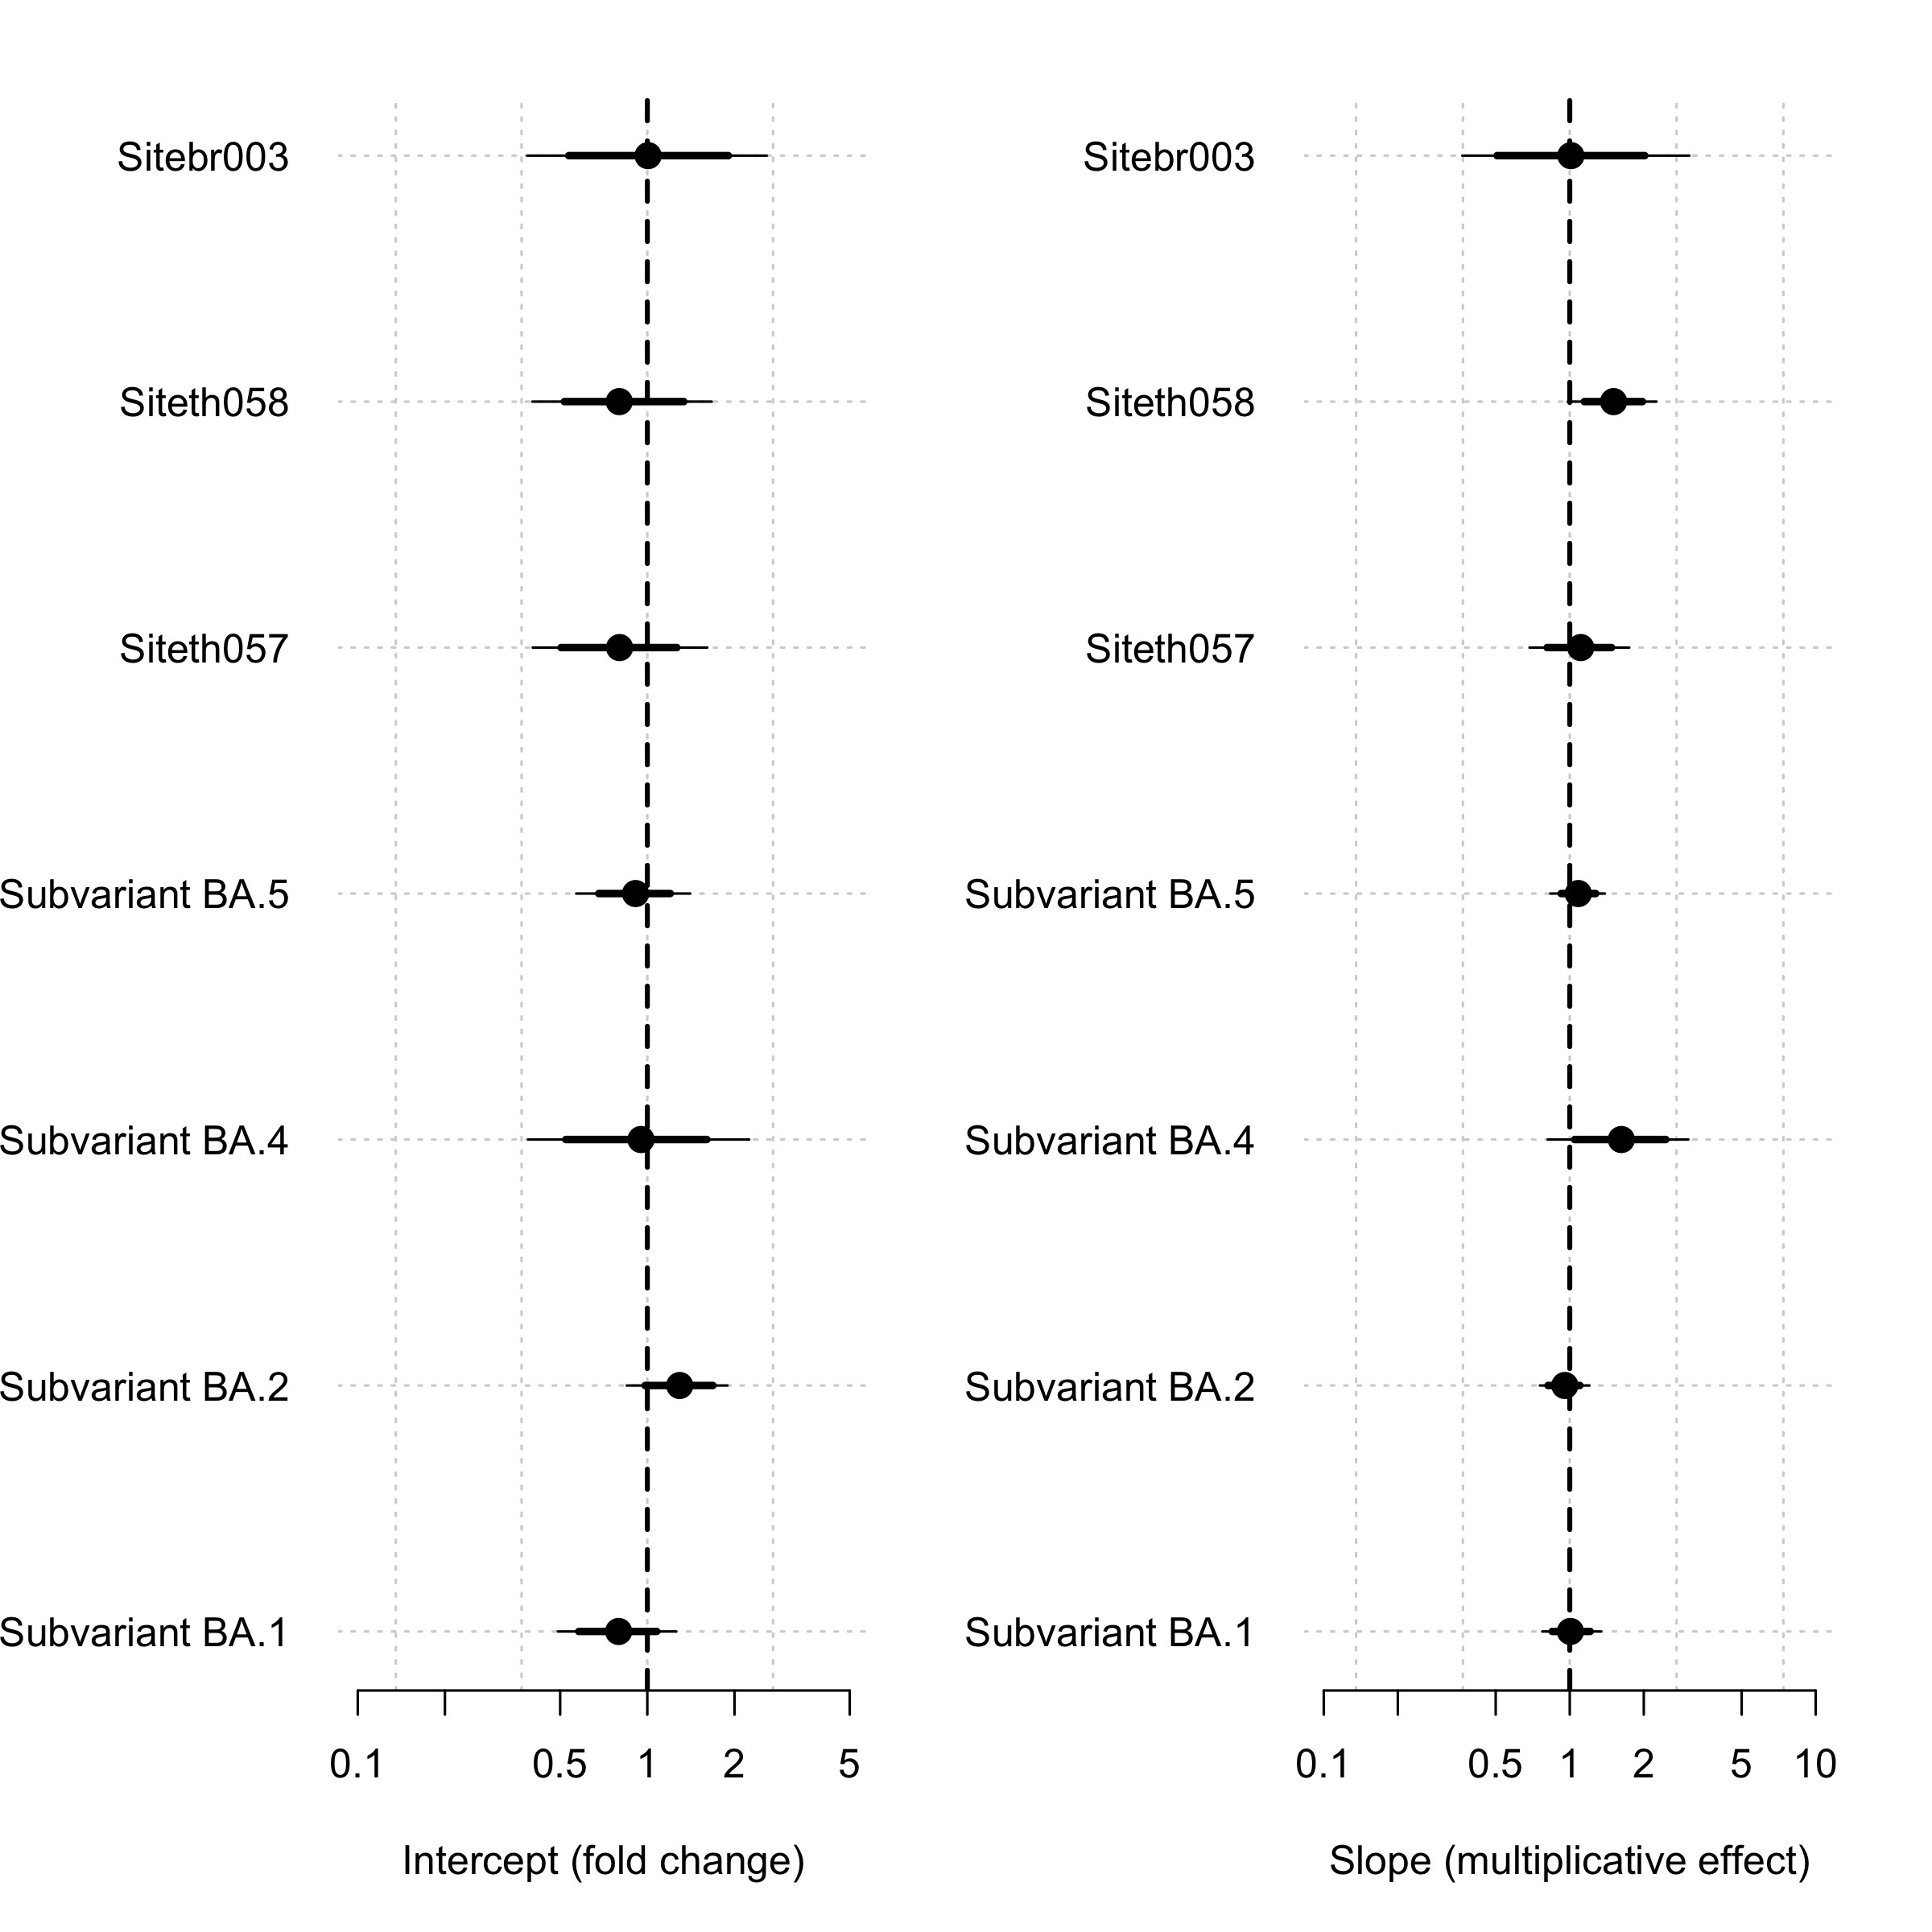 Sitebr003
Siteth058
Siteth057
Subvariant BA.5
Subvariant BA.4
Subvariant BA.2
Subvariant BA.1
0.1 0.5 1 2 5
Intercept (fold change)
Sitebr003
Siteth058
Siteth057
Subvariant BA.5
Subvariant BA.4
Subvariant BA.2
Subvariant BA.1
0.1 0.5 1 2 5 10
Slope (multiplicative effect)